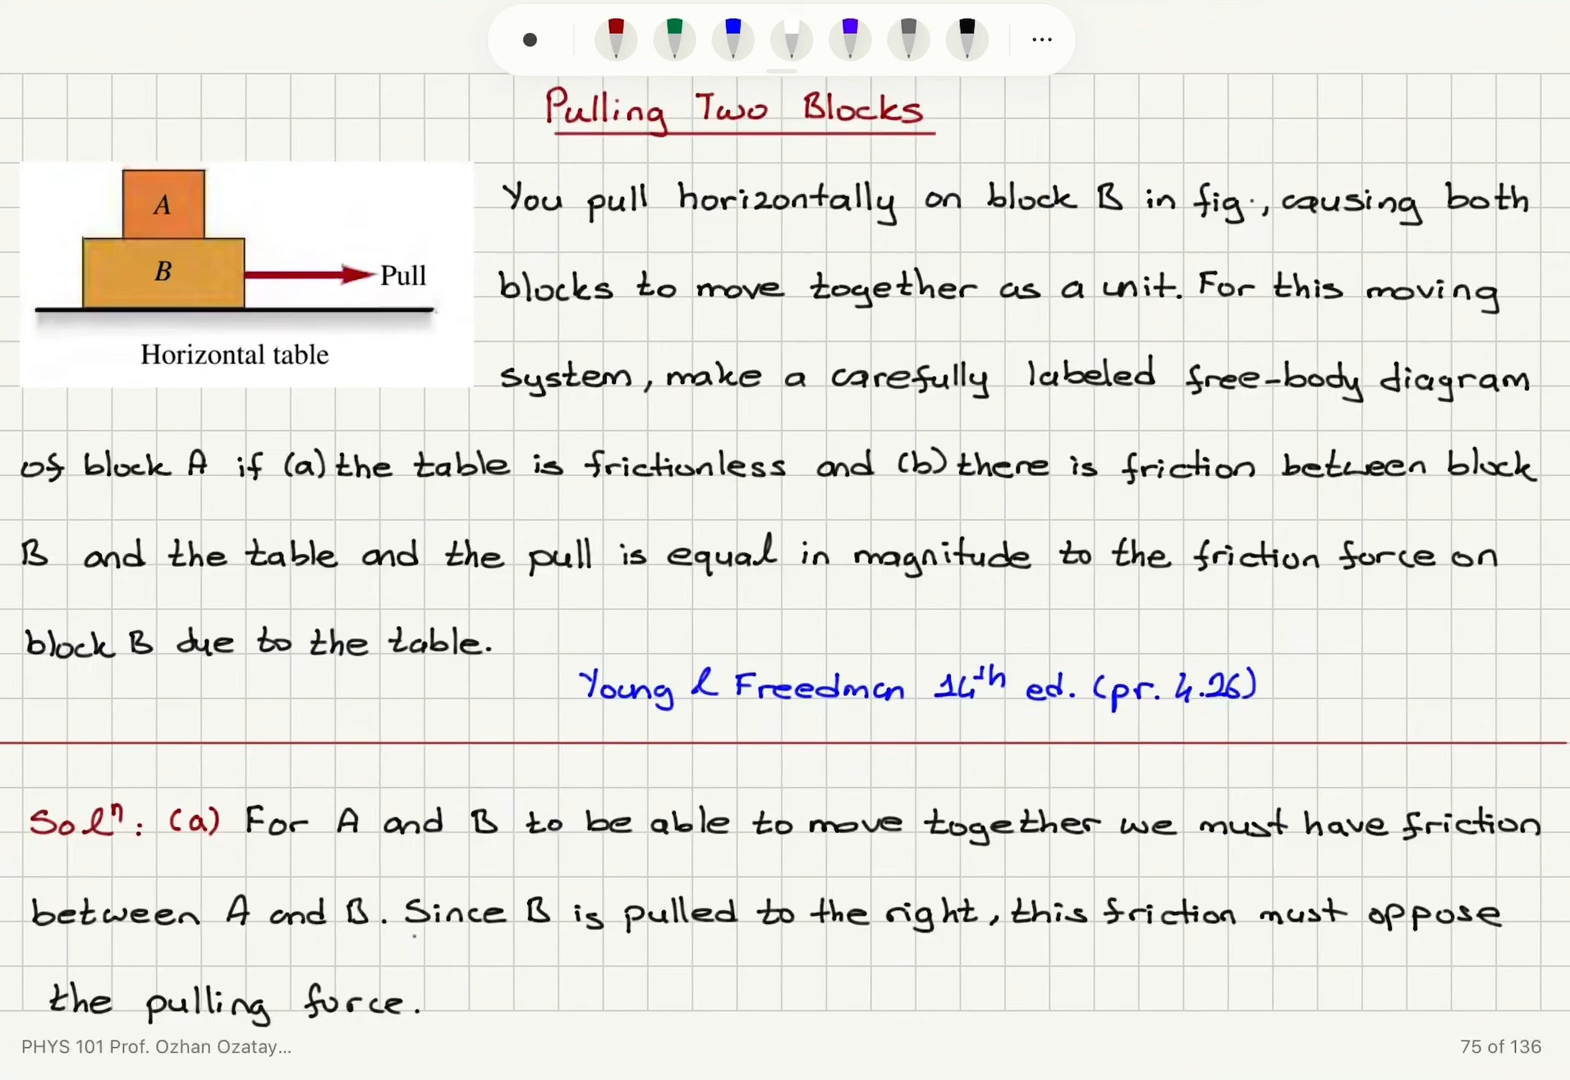 ...
Pulling Two Blocks
A
B
Pull
Horizontal table
You pull horizontally on block B in fig., causing both
blocks to move together as a unit. For this moving
system, make a carefully labeled free-body diagram
of block A if (a) the table is frictionless and (b) there is friction between block
B and the table and the pull is equal in magnitude to the friction force on
block B due to the table.
Young & Freedman 14th ed. (pr. 4.26)
Solⁿ: (a) For A and B to be able to move together we must have friction
between A and B. Since B is pulled to the right, this friction must oppose
the pulling force.
PHYS 101 Prof. Ozhan Ozatay...
75 of 136